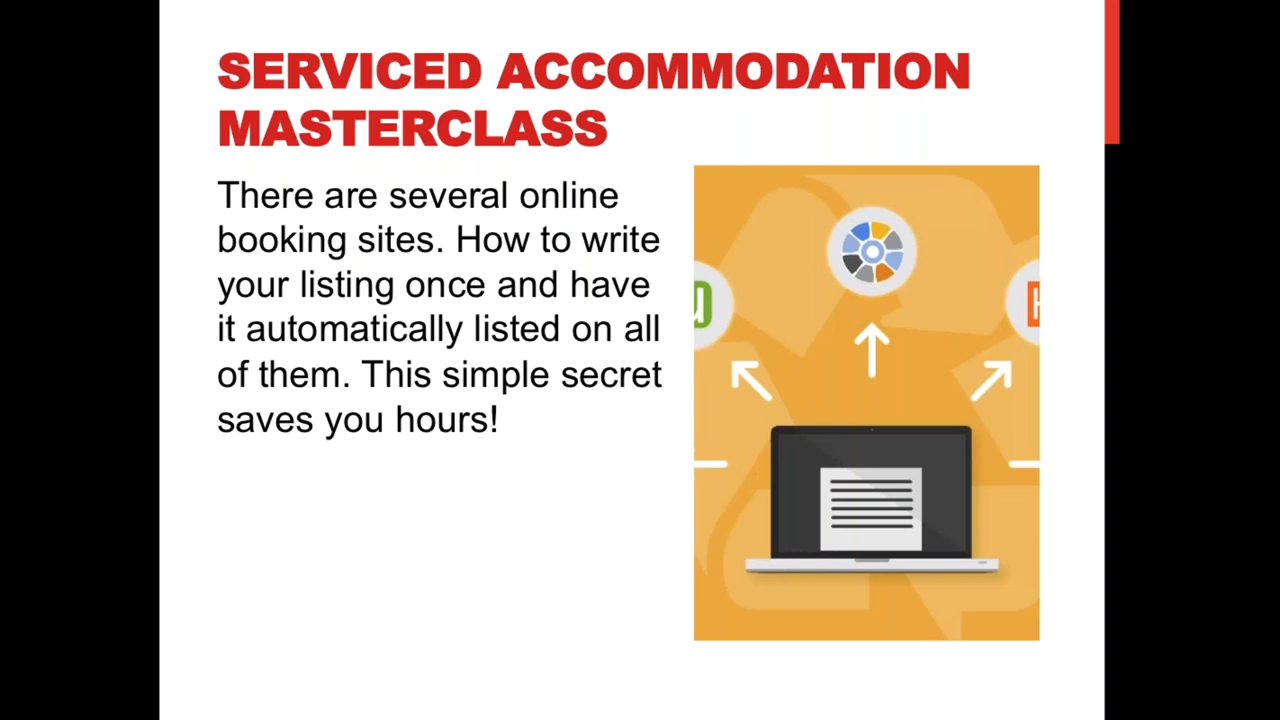 SERVICED ACCOMMODATION
MASTERCLASS
There are several online
booking sites. How to write
your listing once and have
it automatically listed on all
of them. This simple secret
saves you hours!